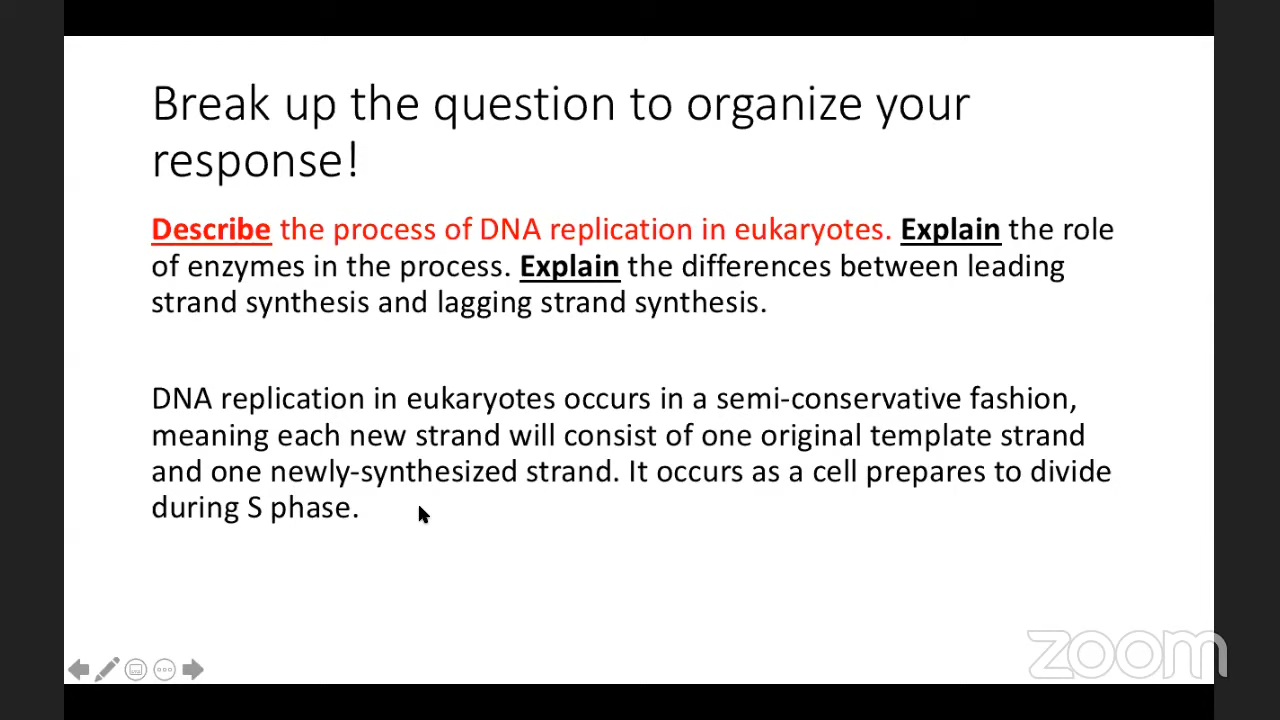 Break up the question to organize your
response!
Describe the process of DNA replication in eukaryotes. Explain the role
of enzymes in the process. Explain the differences between leading
strand synthesis and lagging strand synthesis.
DNA replication in eukaryotes occurs in a semi-conservative fashion,
meaning each new strand will consist of one original template strand
and one newly-synthesized strand. It occurs as a cell prepares to divide
during S phase.
zoom